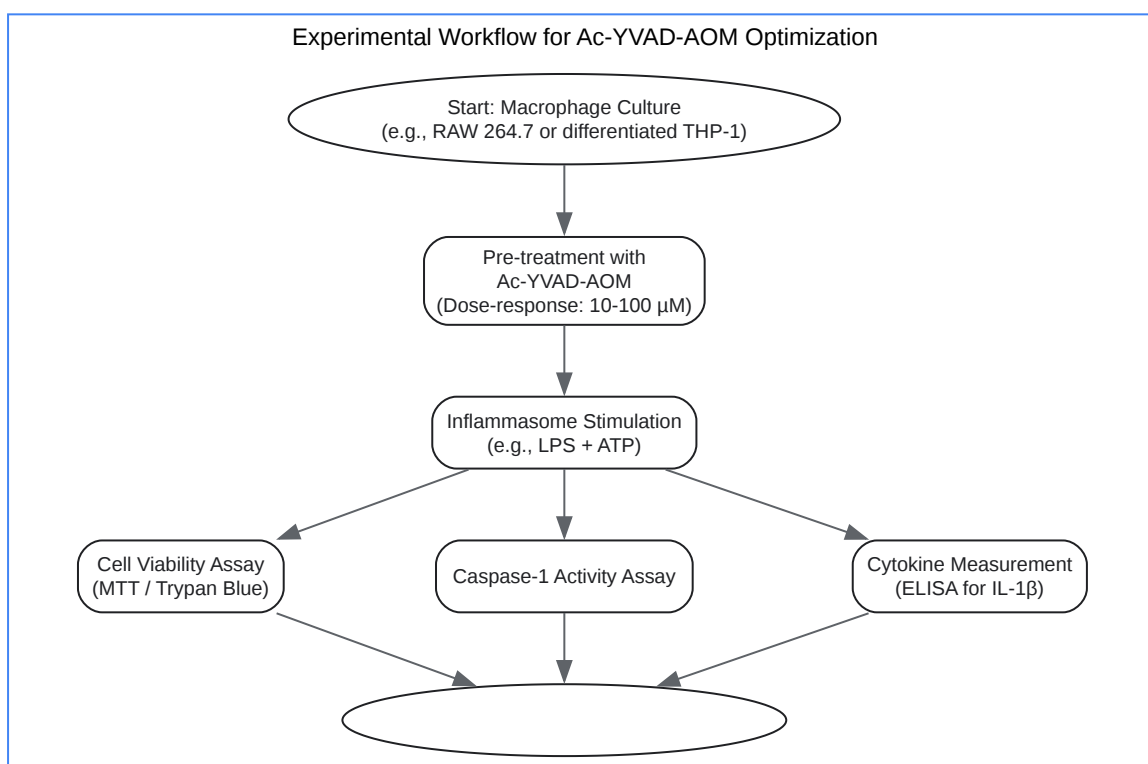 Experimental Workflow for Ac-YVAD-AOM Optimization
Start: Macrophage Culture
(e.g., RAW 264.7 or differentiated THP-1)
Pre-treatment with
Ac-YVAD-AOM
(Dose-response: 10-100 µM)
Inflammasome Stimulation
(e.g., LPS + ATP)
Cell Viability Assay
(MTT / Trypan Blue)
Caspase-1 Activity Assay
Cytokine Measurement
(ELISA for IL-1β)